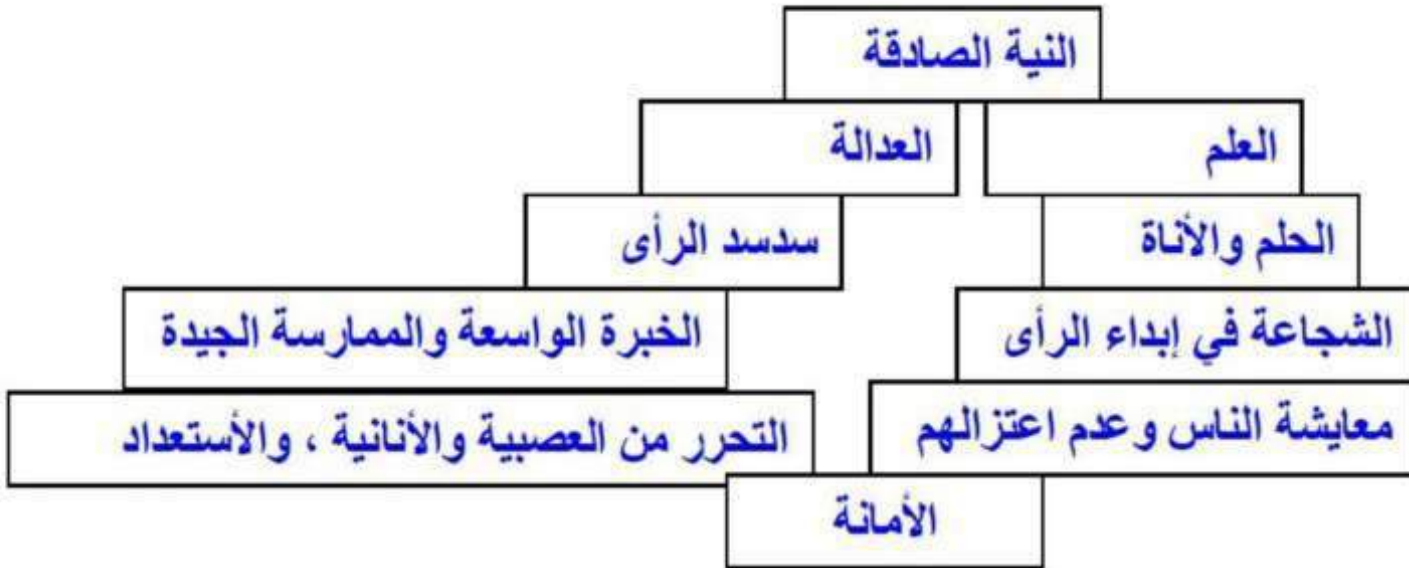 النية الصادقة
العلم
العدالة
الحلم والأناة
سدسد الرأى
الشجاعة في إبداء الرأى
الخبرة الواسعة والممارسة الجيدة
معايشة الناس وعدم اعتزالهم
التحرر من العصبية والأنانية ، والأستعداد
الأمانة